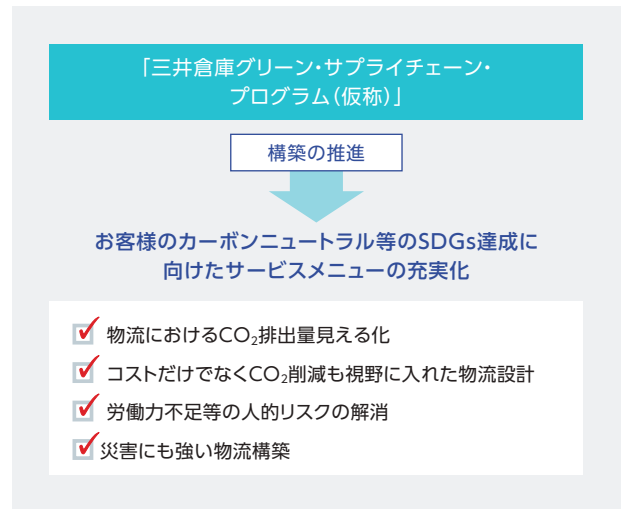 「三井倉庫グリーン・サプライチェーン・
プログラム（仮称）」
構築の推進
お客様のカーボンニュートラル等のSDGs達成に
向けたサービスメニューの充実化
物流におけるCO₂排出量見える化
コストだけでなくCO₂削減も視野に入れた物流設計
労働力不足等の人的リスクの解消
災害にも強い物流構築